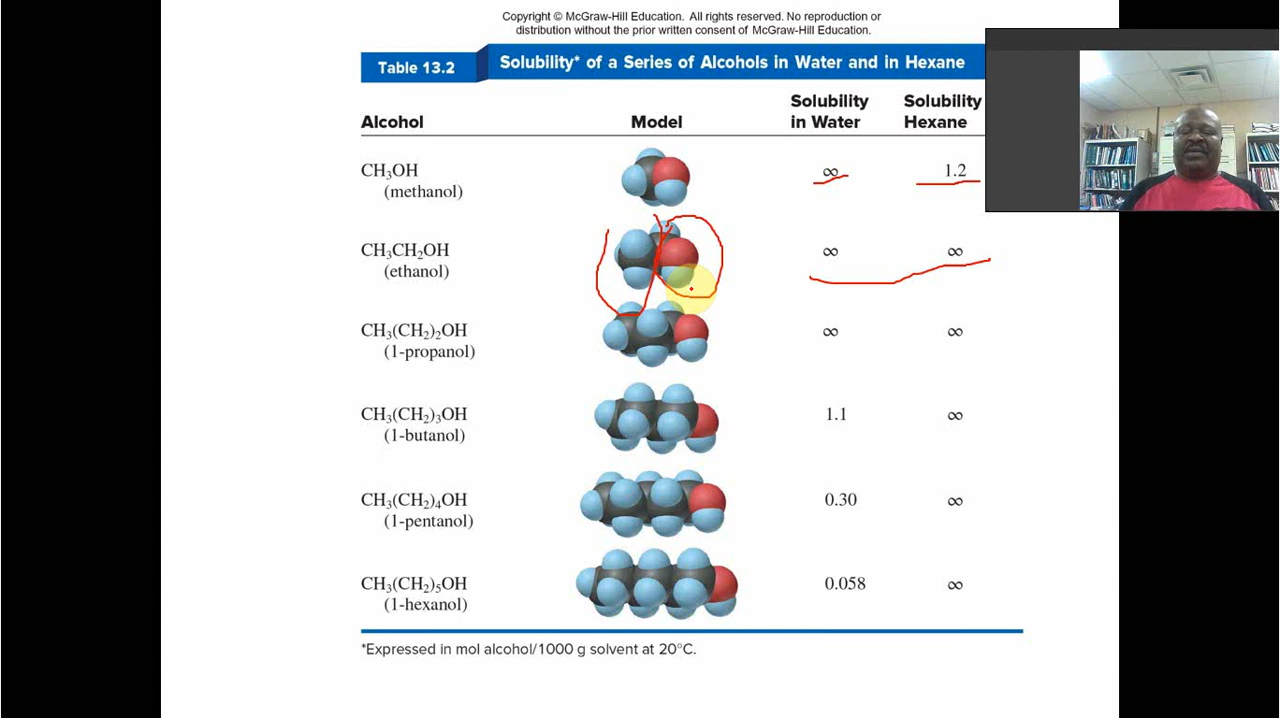 Copyright © McGraw-Hill Education. All rights reserved. No reproduction or
distribution without the prior written consent of McGraw-Hill Education.
Table 13.2 Solubility* of a Series of Alcohols in Water and in Hexane
Alcohol Model Solubility in Water Solubility Hexane
CH₃OH ∞ 1.2
(methanol)
CH₃CH₂OH ∞ ∞
(ethanol)
CH₃(CH₂)₂OH ∞ ∞
(1-propanol)
CH₃(CH₂)₃OH 1.1 ∞
(1-butanol)
CH₃(CH₂)₄OH 0.30 ∞
(1-pentanol)
CH₃(CH₂)₅OH 0.058 ∞
(1-hexanol)
*Expressed in mol alcohol/1000 g solvent at 20°C.